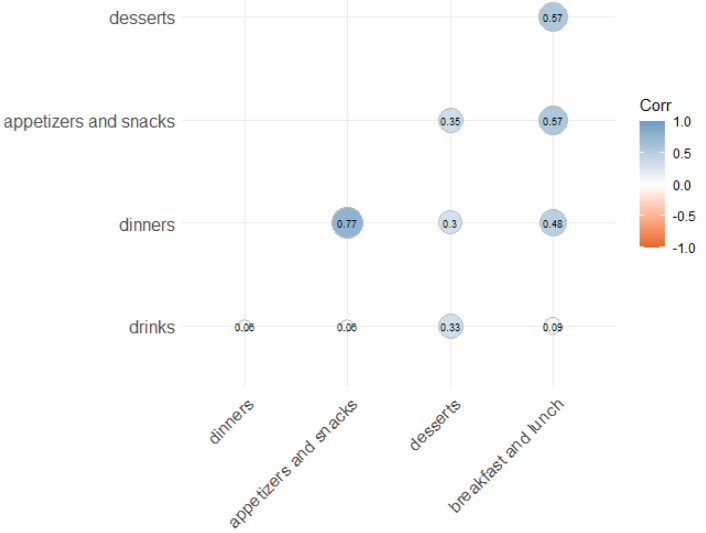 desserts
0.57
Corr
appetizers and snacks
0.35
0.57
1.0
0.5
0.0
-0.5
-1.0
dinners
0.77
0.3
0.48
drinks
0.06
0.06
0.33
0.09
dinners
appetizers and snacks
desserts
breakfast and lunch